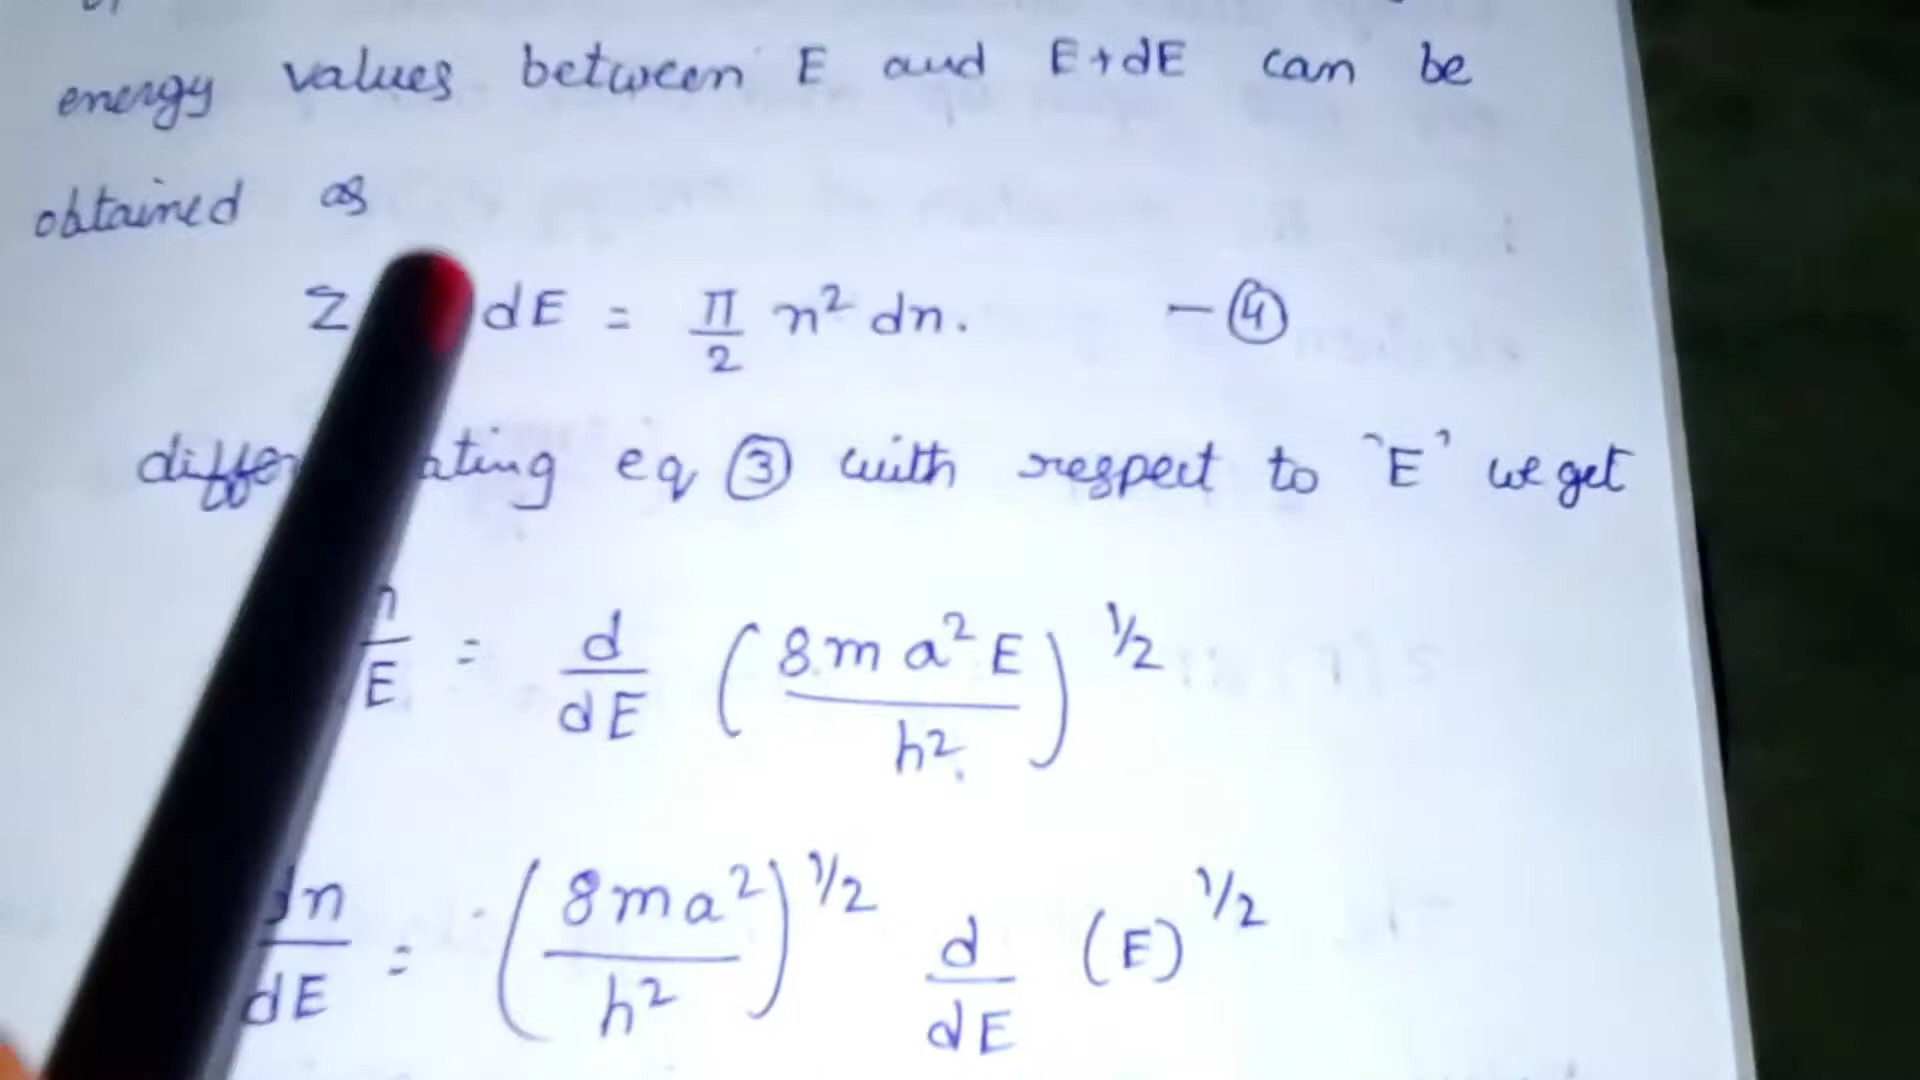 energy values between E and E+dE can be
obtained as
Z dE = π/2 n² dn. — ④
ating eq ③ with respect to 'E' we get
E = d/dE (8ma²E/h²)^1/2
dn/dE = (8ma²/h²)^1/2 d/dE (E)^1/2